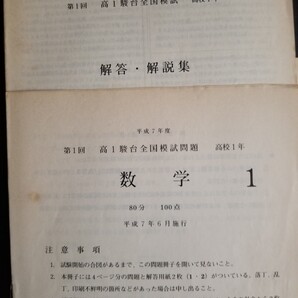 第1回 高1駿台全国模試 高校1年
解答・解説集
平成7年度
第1回 高1駿台全国模試問題 高校1年
数学 1
80分 100点
平成7年6月施行
注意事項
1. 試験開始の合図があるまで、この問題冊子を開いて見ないこと。
2. 本冊子には4ページ分の問題と解答用紙2枚(1・2)がついている。落丁、乱
丁、印刷不鮮明の箇所などがあった場合は申し出ること。